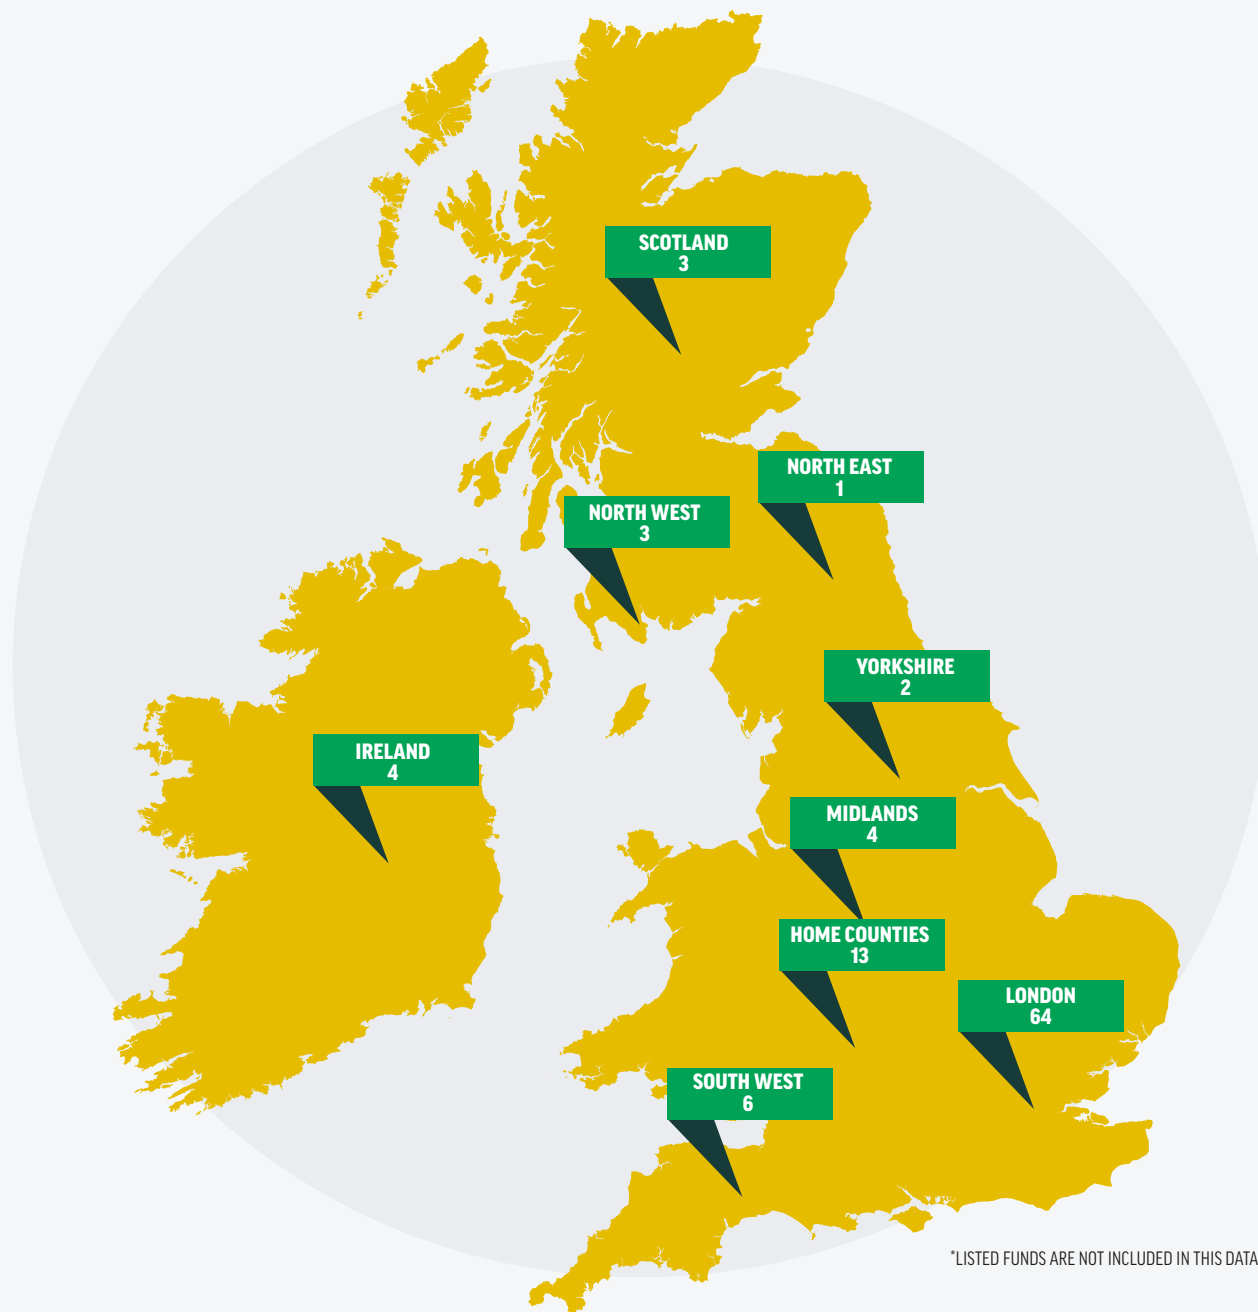 SCOTLAND
3
NORTH EAST
1
NORTH WEST
3
YORKSHIRE
2
IRELAND
4
MIDLANDS
4
HOME COUNTIES
13
LONDON
64
SOUTH WEST
6
*LISTED FUNDS ARE NOT INCLUDED IN THIS DATA